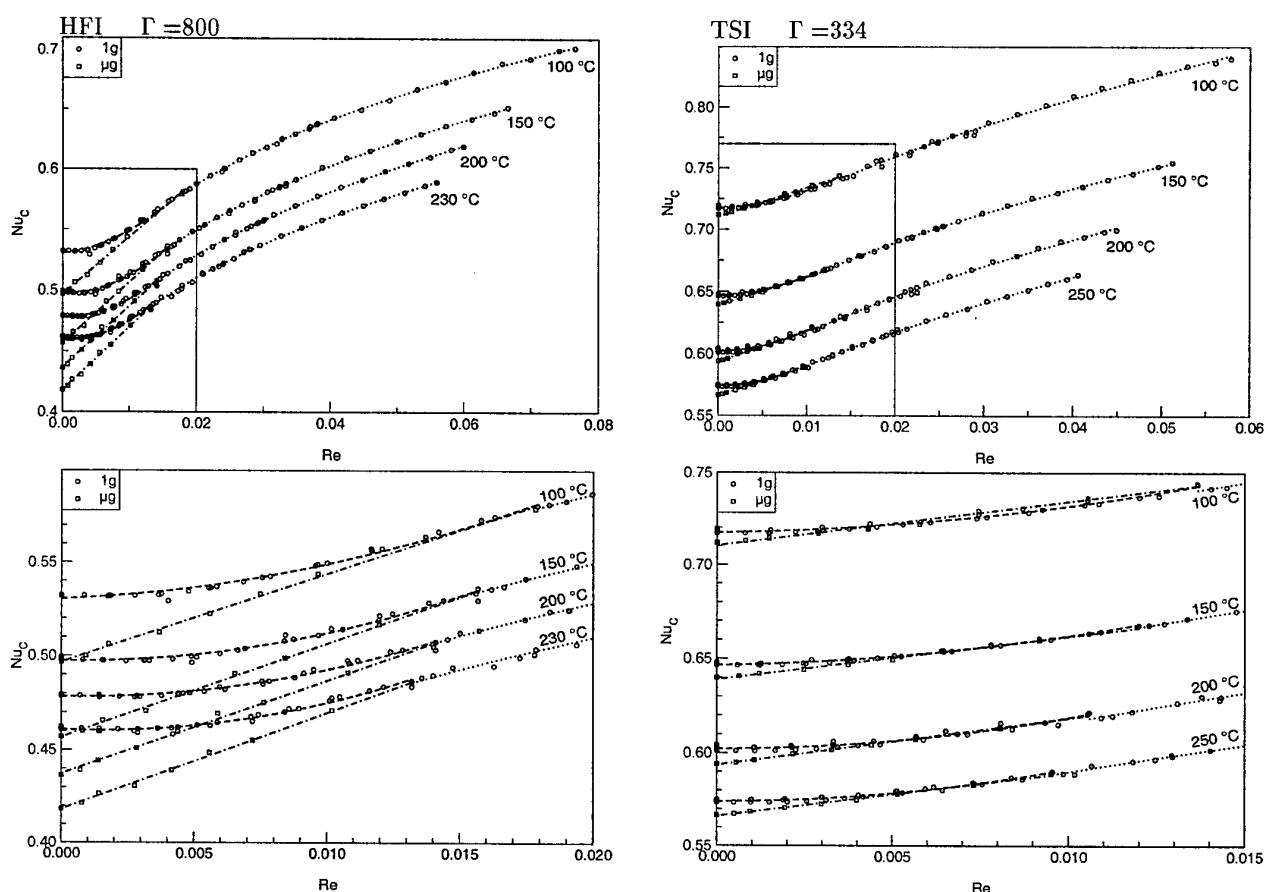 HFI Γ =800
1g
µg
0.7
0.6
0.5
0.4
Nuc
100 °C
150 °C
200 °C
230 °C
0.00 0.02 0.04 0.06 0.08
Re
TSI Γ =334
1g
µg
0.80
0.75
0.70
0.65
0.60
0.55
Nuc
100 °C
150 °C
200 °C
250 °C
0.00 0.01 0.02 0.03 0.04 0.05 0.06
Re
1g
µg
0.55
0.50
0.45
0.40
Nuc
100 °C
150 °C
200 °C
230 °C
0.000 0.005 0.010 0.015 0.020
Re
1g
µg
0.75
0.70
0.65
0.60
0.55
Nuc
100 °C
150 °C
200 °C
250 °C
0.000 0.005 0.010 0.015
Re